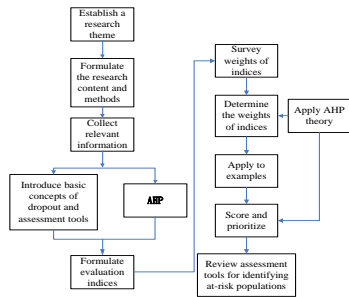 Establish a
research
theme
Formulate
the research
content and
methods
Collect
relevant
information
Introduce basic
concepts of
dropout and
assessment tools
AHP
Formulate
evaluation
indices
Survey
weights of
indices
Determine
the weights
of indices
Apply AHP
theory
Apply to
examples
Score and
prioritize
Review assessment
tools for identifying
at-risk populations